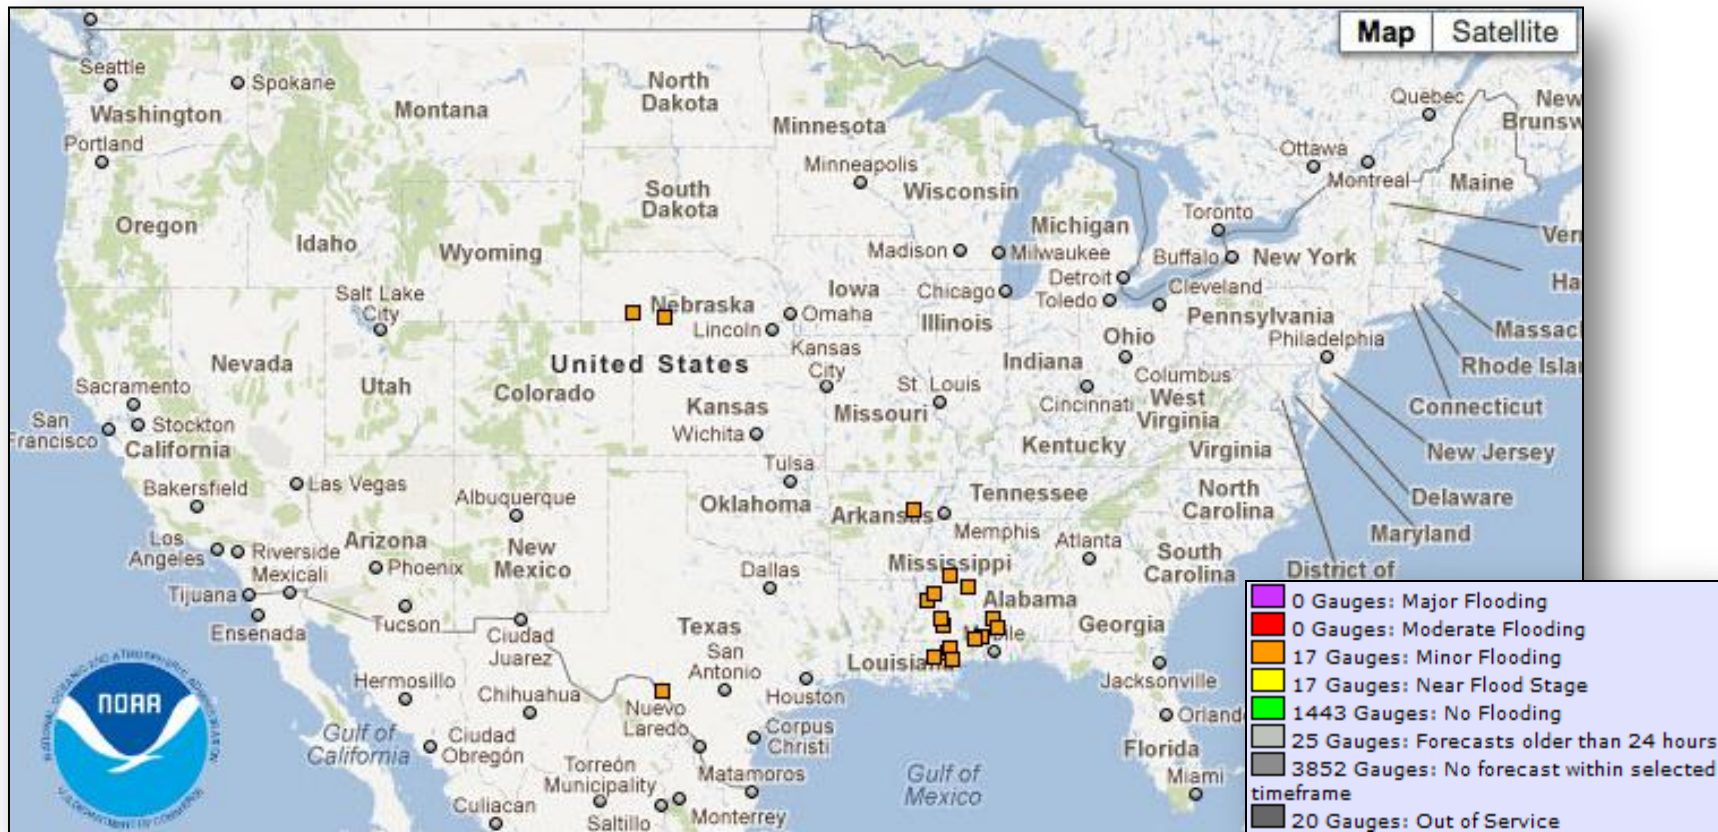 Map
Satellite
Seattle
Spokane
Washington
Montana
North
Dakota
Minnesota
Quebec
New
Brunsw
Portland
Minneapolis
Wisconsin
Ottawa
Montreal
Maine
Oregon
Idaho
Wyoming
South
Dakota
Michigan
Toronto
Madison
Milwaukee
Buffalo
New York
Ver
Detroit
Ha
Salt Lake
City
Nebraska
Iowa
Chicago
Toledo
Cleveland
Omaha
Lincoln
Illinois
Pennsylvania
Massac
Nevada
Utah
United States
Colorado
Kansas
City
Indiana
Ohio
Philadelphia
Columbus
Rhode Islar
Sacramento
Stockton
San
Francisco
California
Kansas
Wichita
St. Louis
Missouri
Cincinnati
West
Virginia
Connecticut
Kentucky
Virginia
New Jersey
Bakersfield
Las Vegas
Albuquerque
Tulsa
Oklahoma
Arkansas
Tennessee
Memphis
North
Carolina
Delaware
Maryland
Los
Angeles
Riverside
Arizona
Phoenix
New
Mexico
Dallas
Mississippi
Atlanta
South
Carolina
District of
Tijuana
Mexicali
Ensenada
Tucson
Ciudad
Juarez
Texas
Alabama
Georgia
San
Antonio
Houston
Louisiana
Jacksonville
Hermosillo
Chihuahua
Nuevo
Laredo
Corpus
Christi
Orland
Gulf of
California
Ciudad
Obregón
Torreón
Municipality
Matamoros
Gulf of
Mexico
Florida
Miami
Culiacan
Saltillo
Monterrey
NOAA
0 Gauges: Major Flooding
0 Gauges: Moderate Flooding
17 Gauges: Minor Flooding
17 Gauges: Near Flood Stage
1443 Gauges: No Flooding
25 Gauges: Forecasts older than 24 hours
3852 Gauges: No forecast within selected
timeframe
20 Gauges: Out of Service